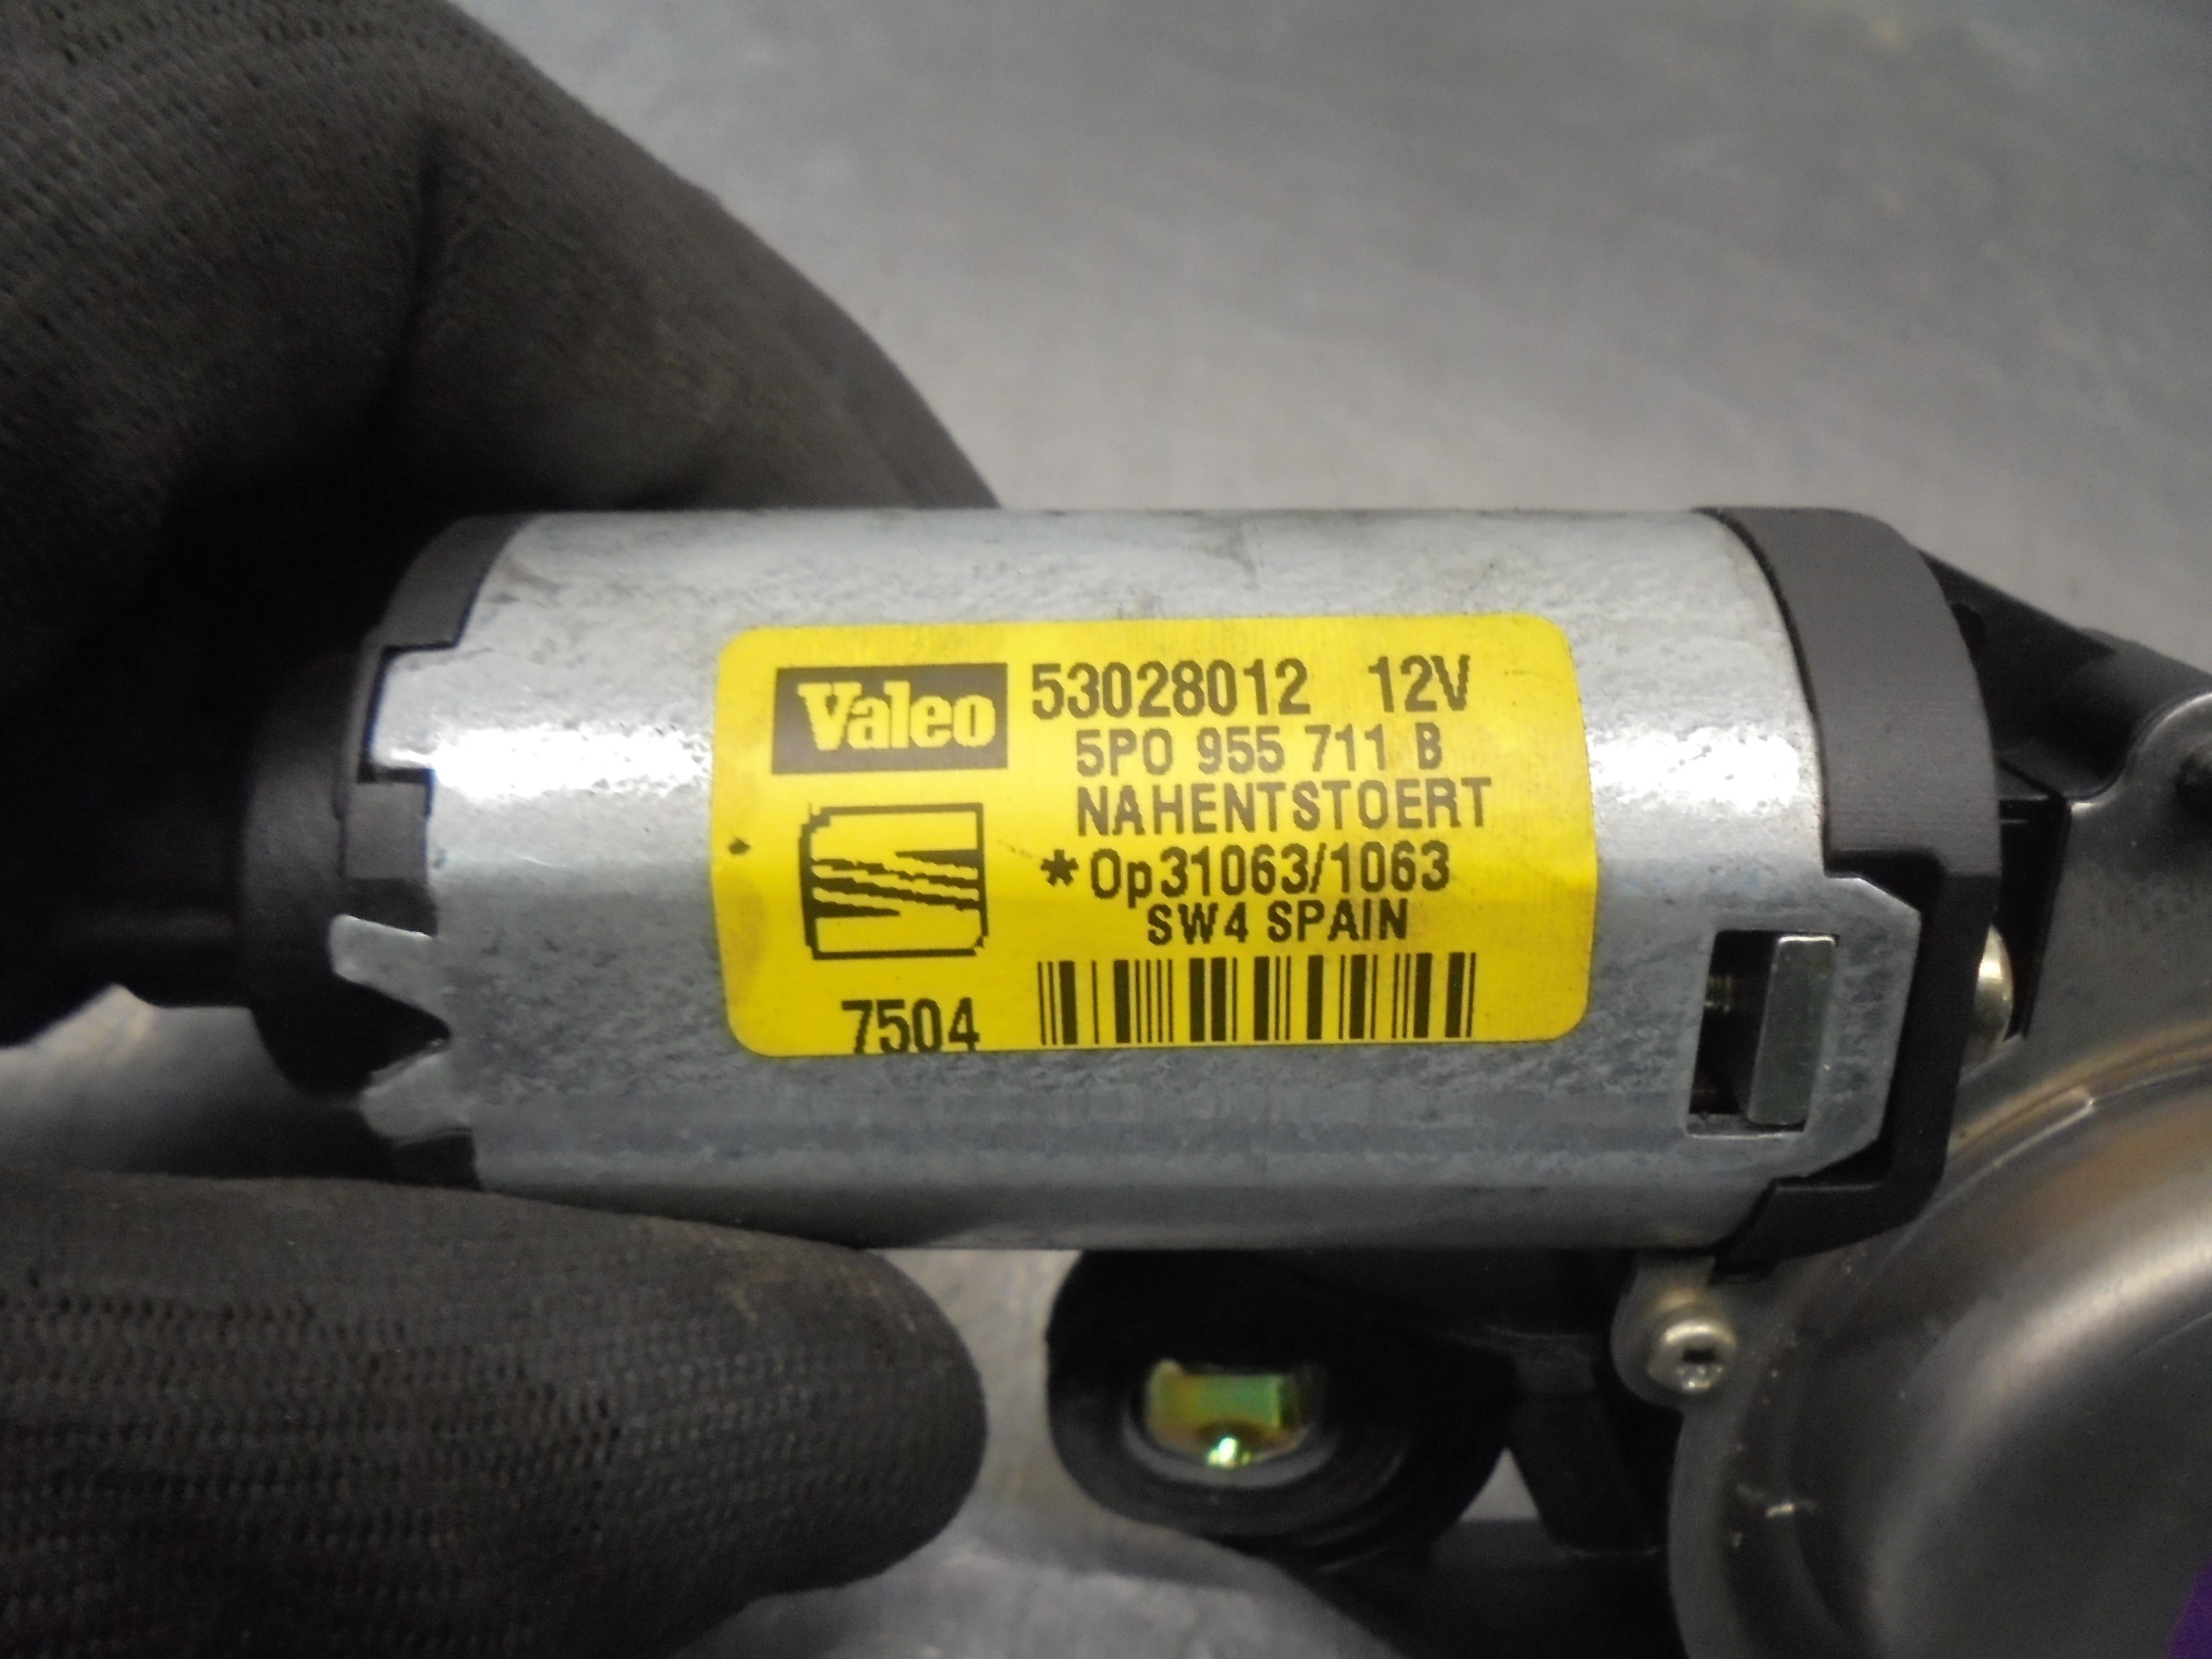 Valeo 53028012 12V
5P0 955 711 B
NAHENTSTOERT
*Op31063/1063
SW4 SPAIN
7504